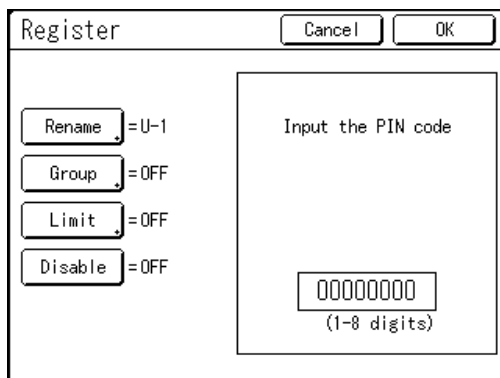 Register
Cancel
OK
Rename =U-1
Group =OFF
Limit =OFF
Disable =OFF
Input the PIN code
00000000
(1-8 digits)